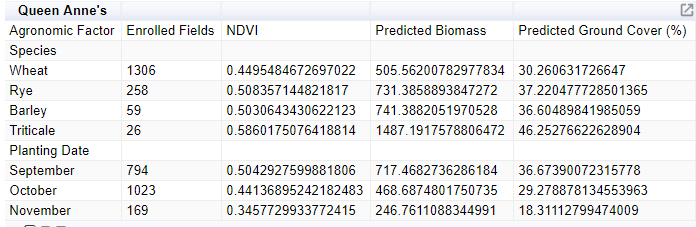 Queen Anne's
Agronomic Factor Enrolled Fields NDVI Predicted Biomass Predicted Ground Cover (%)
Species
Wheat 1306 0.4495484672697022 505.56200782977834 30.260631726647
Rye 258 0.508357144821817 731.3858893847272 37.220477728501365
Barley 59 0.5030643430622123 741.3882051970528 36.60489841985059
Triticale 26 0.5860175076418814 1487.1917578806472 46.25276622628904
Planting Date
September 794 0.5042927599881806 717.4682736286184 36.67390072315778
October 1023 0.44136895242182483 468.6874801750735 29.278878134553963
November 169 0.3457729933772415 246.7611088344991 18.31112799474009